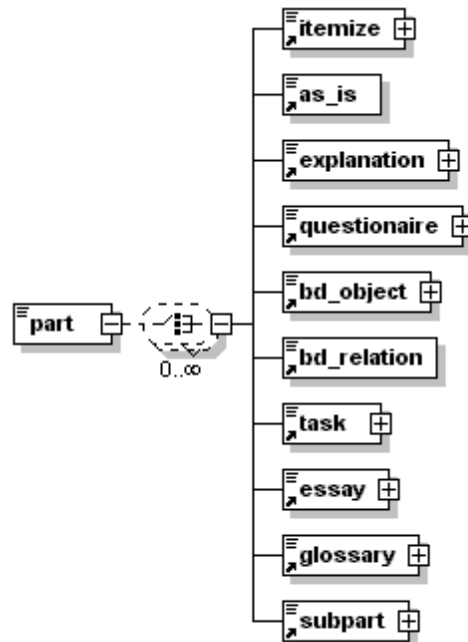 itemize
as_is
explanation
questionaire
bd_object
part
0..∞
bd_relation
task
essay
glossary
subpart